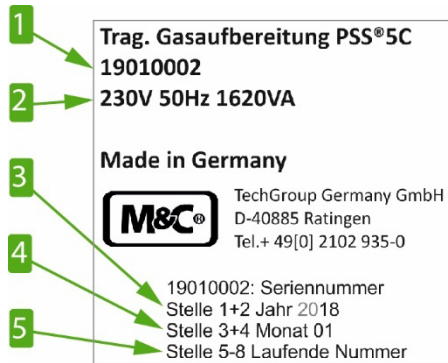 1
Trag. Gasaufbereitung PSS®5C
19010002
2
230V 50Hz 1620VA
Made in Germany
3
M&C®
TechGroup Germany GmbH
D-40885 Ratingen
Tel.+ 49[0] 2102 935-0
4
19010002: Seriennummer
Stelle 1+2 Jahr 2018
Stelle 3+4 Monat 01
5
Stelle 5-8 Laufende Nummer